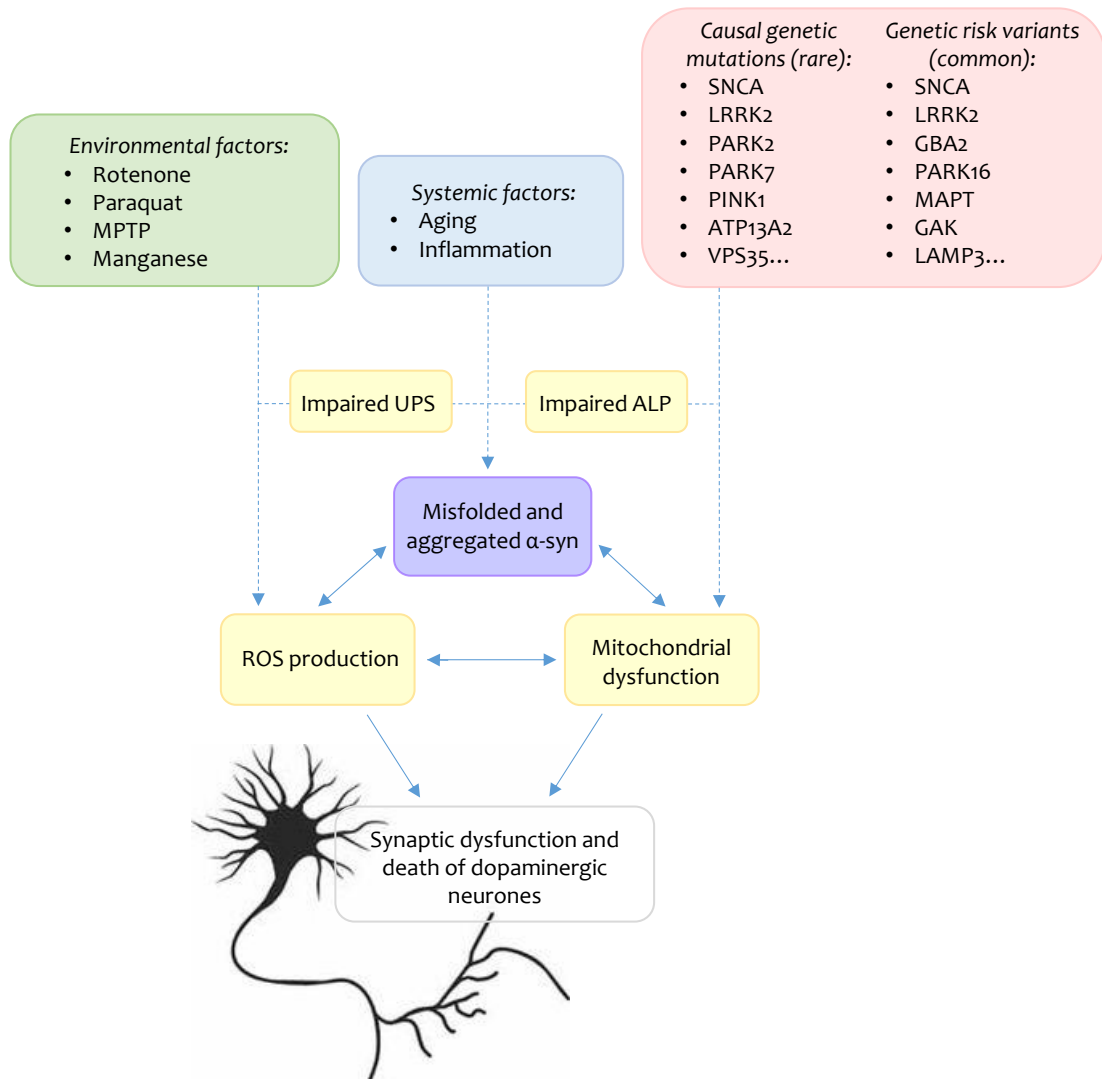 Environmental factors:
• Rotenone
• Paraquat
• MPTP
• Manganese
Systemic factors:
• Aging
• Inflammation
Causal genetic
mutations (rare):
• SNCA
• LRRK2
• PARK2
• PARK7
• PINK1
• ATP13A2
• VPS35…
Genetic risk variants
(common):
• SNCA
• LRRK2
• GBA2
• PARK16
• MAPT
• GAK
• LAMP3…
Impaired UPS
Impaired ALP
Misfolded and
aggregated α-syn
ROS production
Mitochondrial
dysfunction
Synaptic dysfunction and
death of dopaminergic
neurones